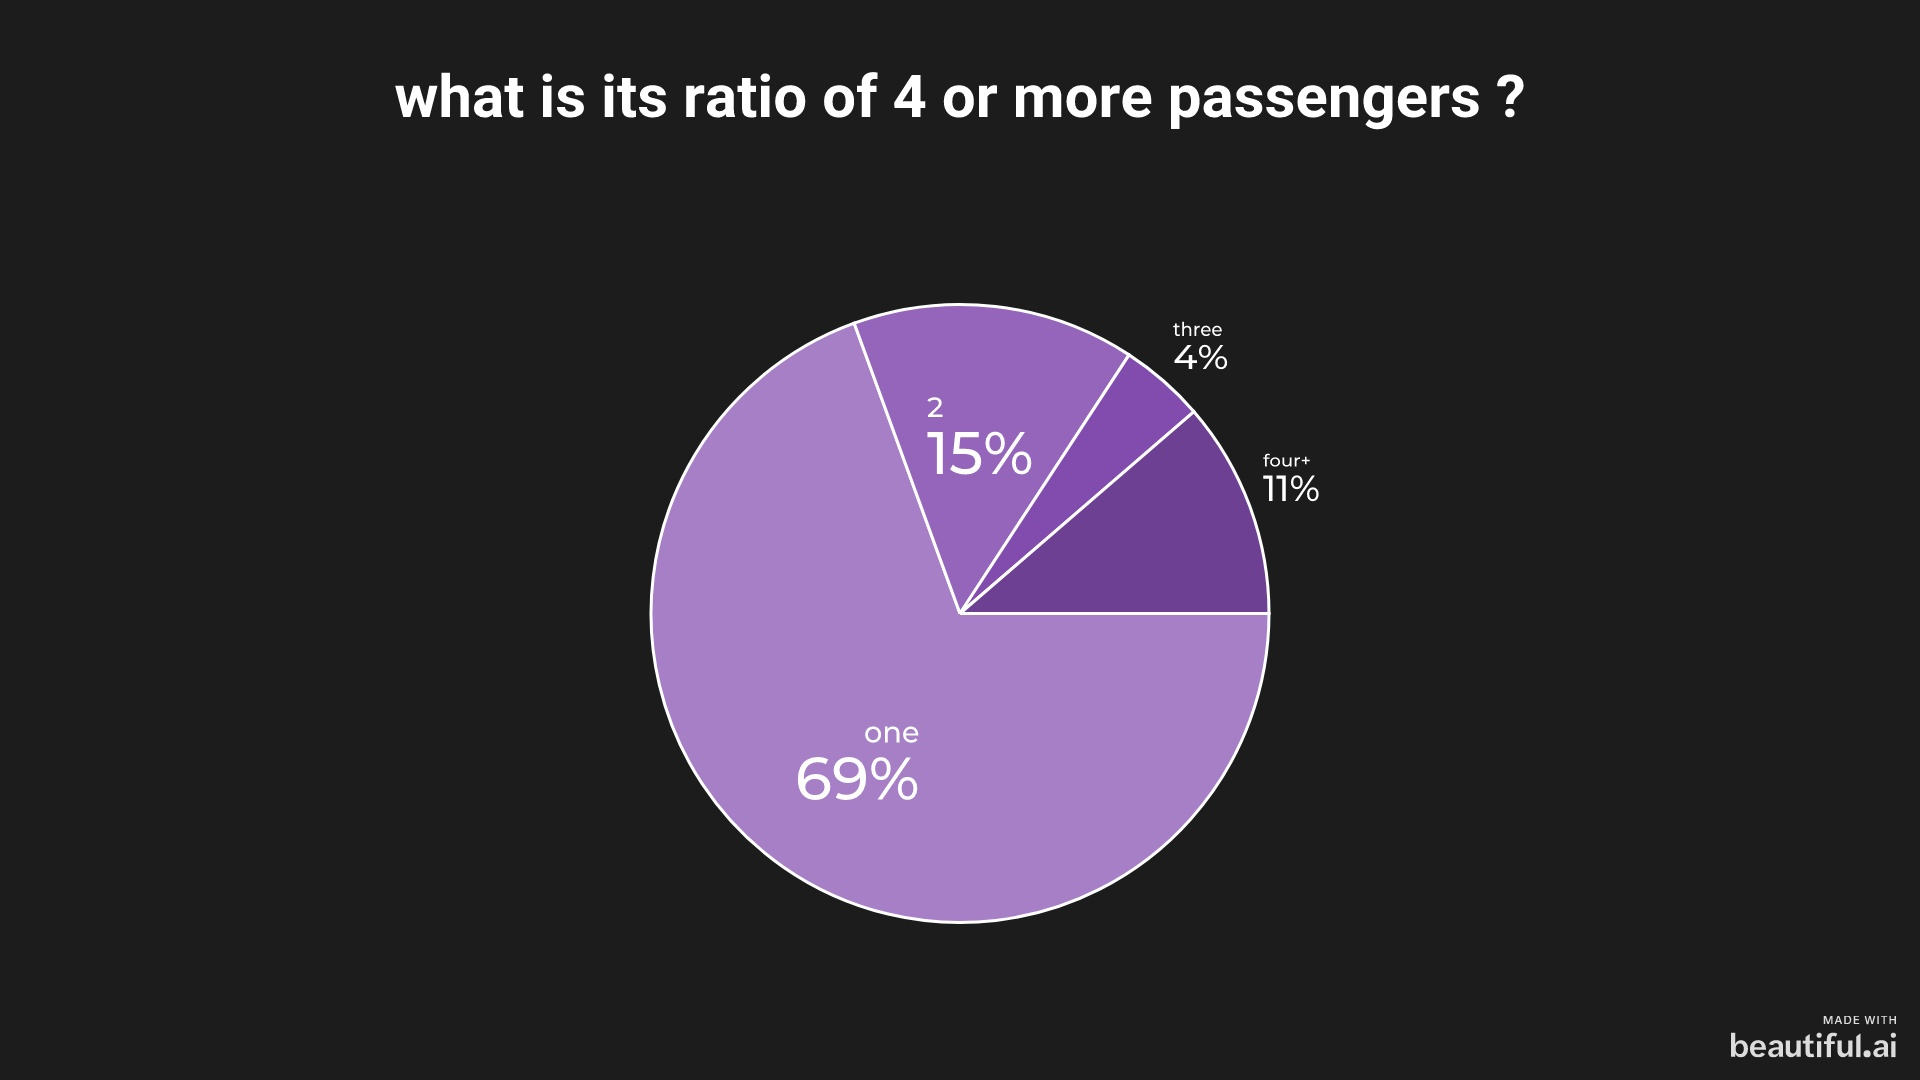 what is its ratio of 4 or more passengers ?
three
4%
2
15%
four+
11%
one
69%
MADE WITH
beautiful.ai